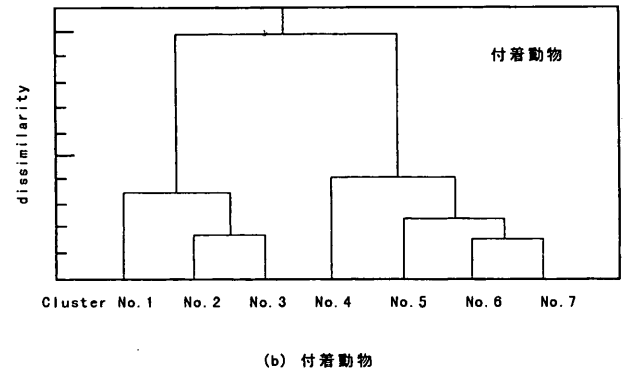 付着動物
dissimilarity
Cluster No.1 No.2 No.3 No.4 No.5 No.6 No.7
(b) 付着動物